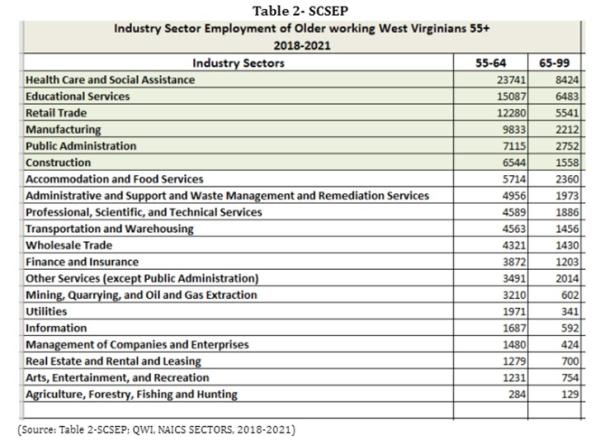 Table 2- SCSEP
Industry Sector Employment of Older working West Virginians 55+
2018-2021
Industry Sectors 55-64 65-99
Health Care and Social Assistance 23741 8424
Educational Services 15087 6483
Retail Trade 12280 5541
Manufacturing 9833 2212
Public Administration 7115 2752
Construction 6544 1558
Accommodation and Food Services 5714 2360
Administrative and Support and Waste Management and Remediation Services 4956 1973
Professional, Scientific, and Technical Services 4589 1886
Transportation and Warehousing 4563 1456
Wholesale Trade 4321 1430
Finance and Insurance 3872 1203
Other Services (except Public Administration) 3491 2014
Mining, Quarrying, and Oil and Gas Extraction 3210 602
Utilities 1971 341
Information 1687 592
Management of Companies and Enterprises 1480 424
Real Estate and Rental and Leasing 1279 700
Arts, Entertainment, and Recreation 1231 754
Agriculture, Forestry, Fishing and Hunting 284 129
(Source: Table 2-SCSEP; QWI, NAICS SECTORS, 2018-2021)